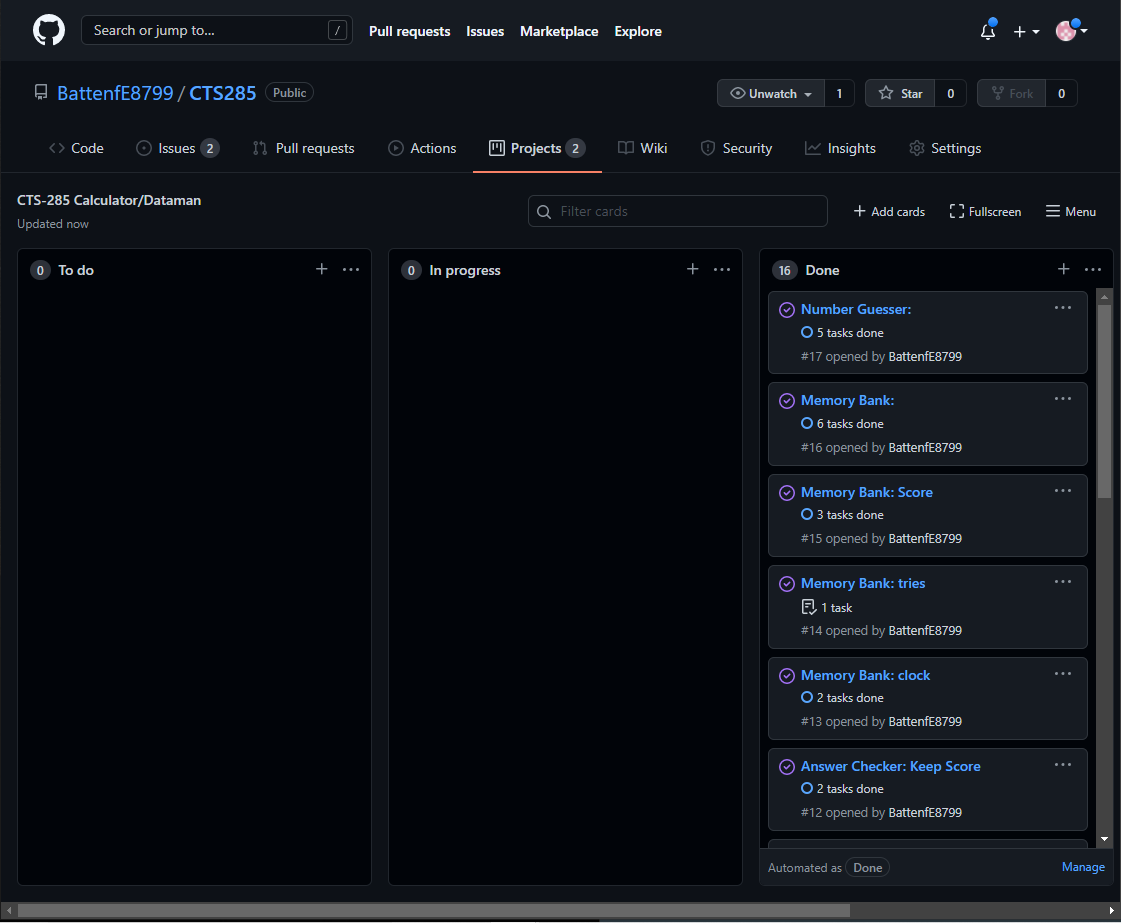 Search or jump to... /
Pull requests Issues Marketplace Explore
BattenfE8799 / CTS285 Public
Unwatch 1 Star 0 Fork 0
Code Issues 2 Pull requests Actions Projects 2 Wiki Security Insights Settings
CTS-285 Calculator/Dataman
Updated now
Filter cards
Add cards Fullscreen Menu
0 To do
0 In progress
16 Done
Number Guesser:
5 tasks done
#17 opened by BattenfE8799
Memory Bank:
6 tasks done
#16 opened by BattenfE8799
Memory Bank: Score
3 tasks done
#15 opened by BattenfE8799
Memory Bank: tries
1 task
#14 opened by BattenfE8799
Memory Bank: clock
2 tasks done
#13 opened by BattenfE8799
Answer Checker: Keep Score
2 tasks done
#12 opened by BattenfE8799
Automated as Done Manage